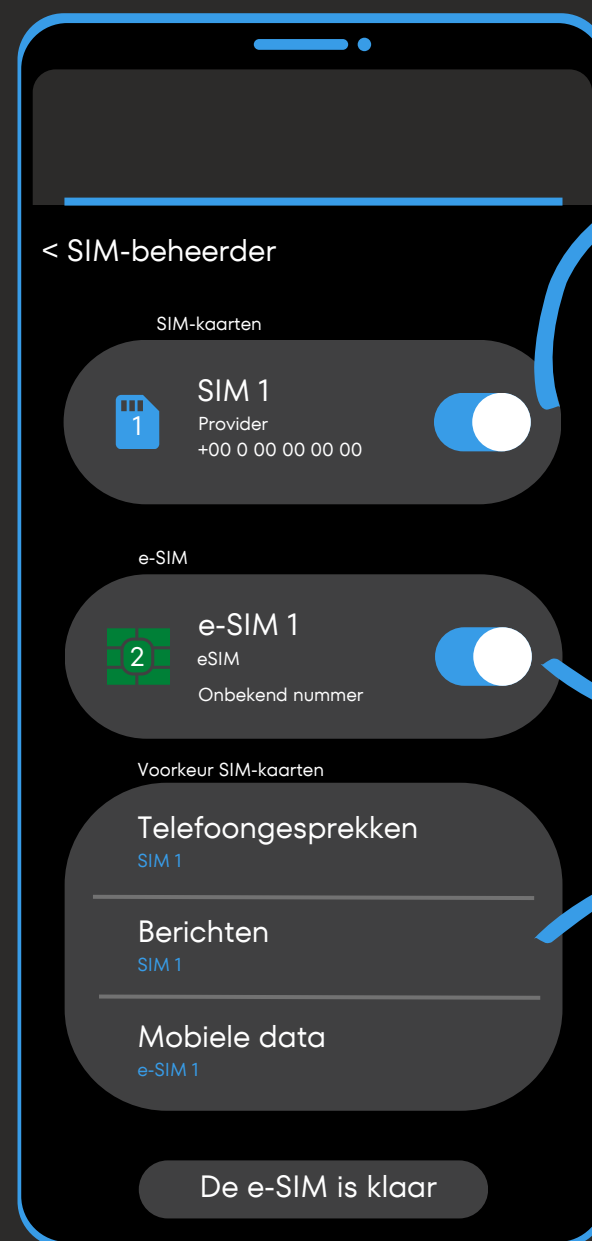 < SIM-beheerder
SIM-kaarten
1
SIM 1
Provider
+00 0 00 00 00 00
e-SIM
2
e-SIM 1
eSIM
Onbekend nummer
Voorkeur SIM-kaarten
Telefoongesprekken
SIM 1
Berichten
SIM 1
Mobiele data
e-SIM 1
De e-SIM is klaar